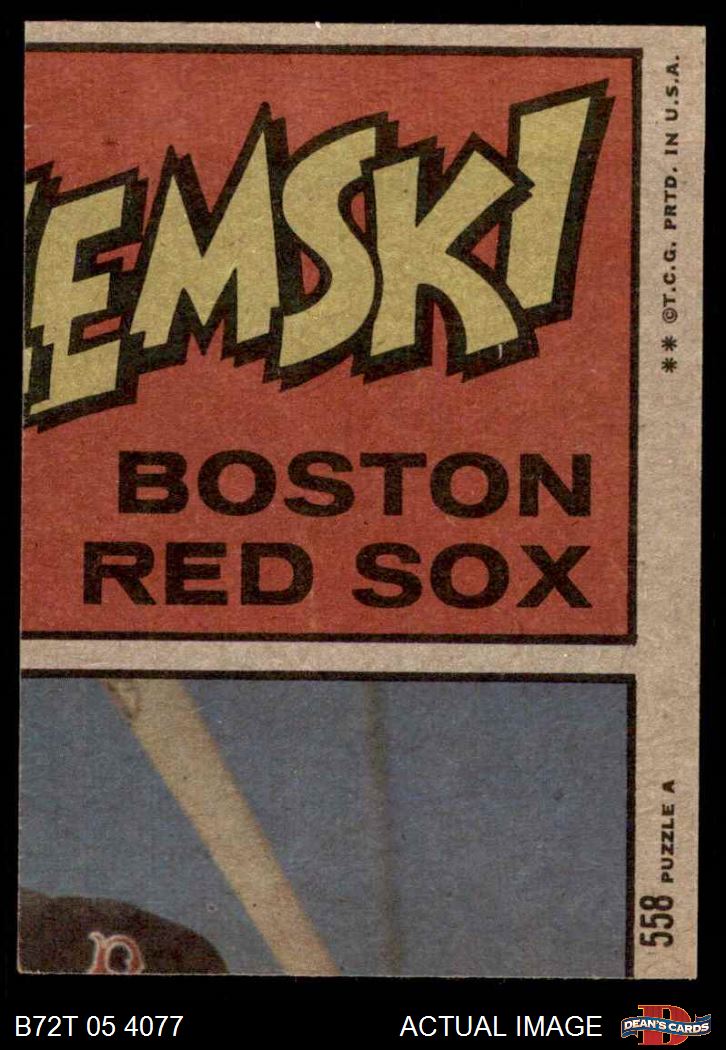 EMSKI
BOSTON
RED SOX
** ©T.C.G. PRTD. IN U.S.A.
558 PUZZLE A
B
B72T 05 4077
ACTUAL IMAGE
D
DEAN'S CARDS